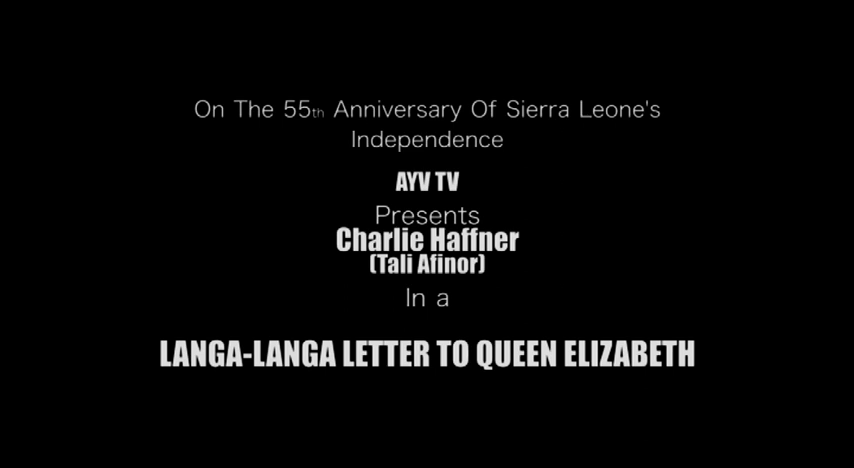 On The 55th Anniversary Of Sierra Leone's
Independence
AYV TV
Presents
Charlie Haffner
(Tali Afinor)
In a
LANGA-LANGA LETTER TO QUEEN ELIZABETH